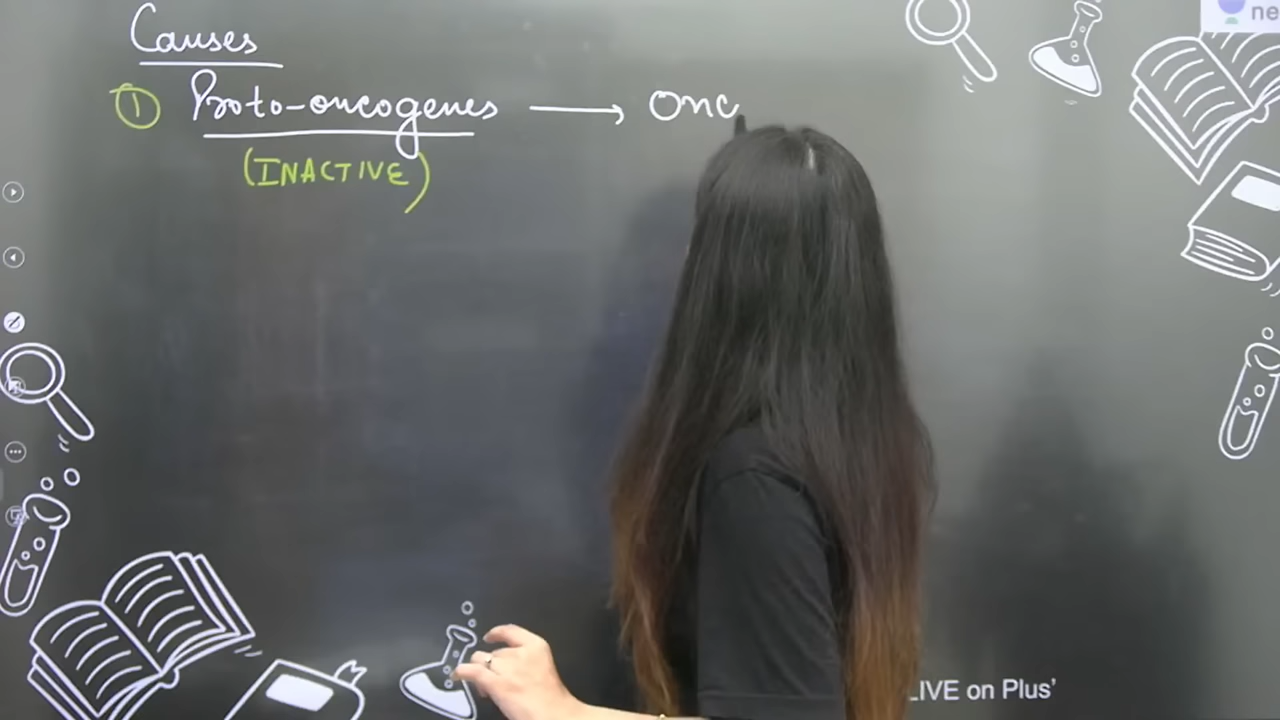 Causes
① Proto-oncogenes → Onc
(INACTIVE)
LIVE on Plus'